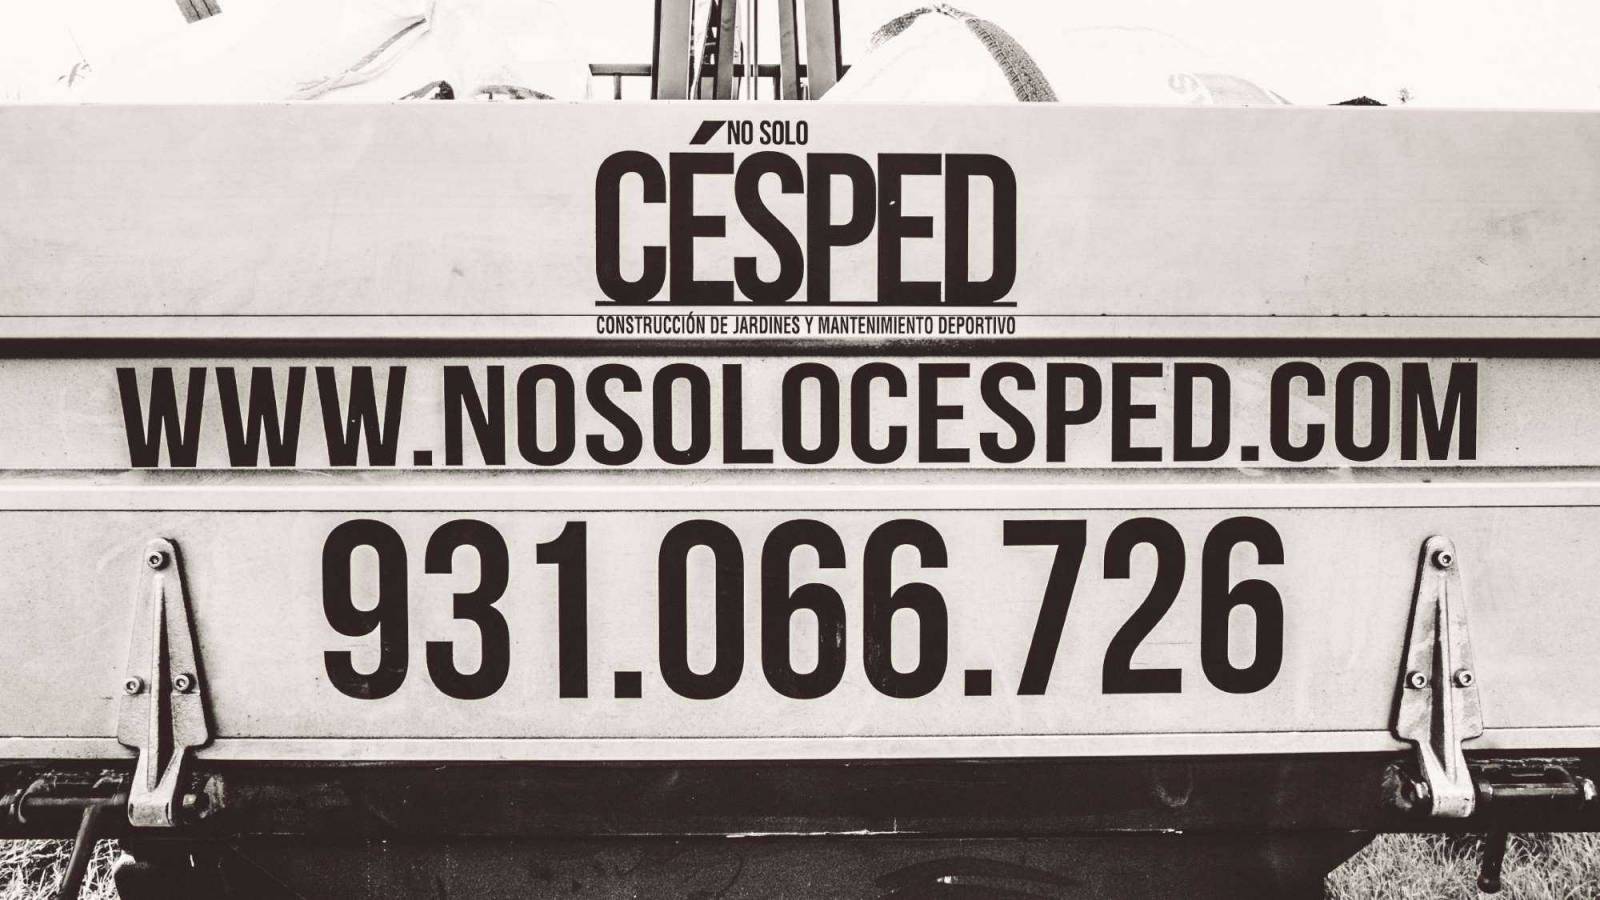 NO SOLO
CÉSPED
CONSTRUCCIÓN DE JARDINES Y MANTENIMIENTO DEPORTIVO
WWW.NOSOLOCESPED.COM
931.066.726